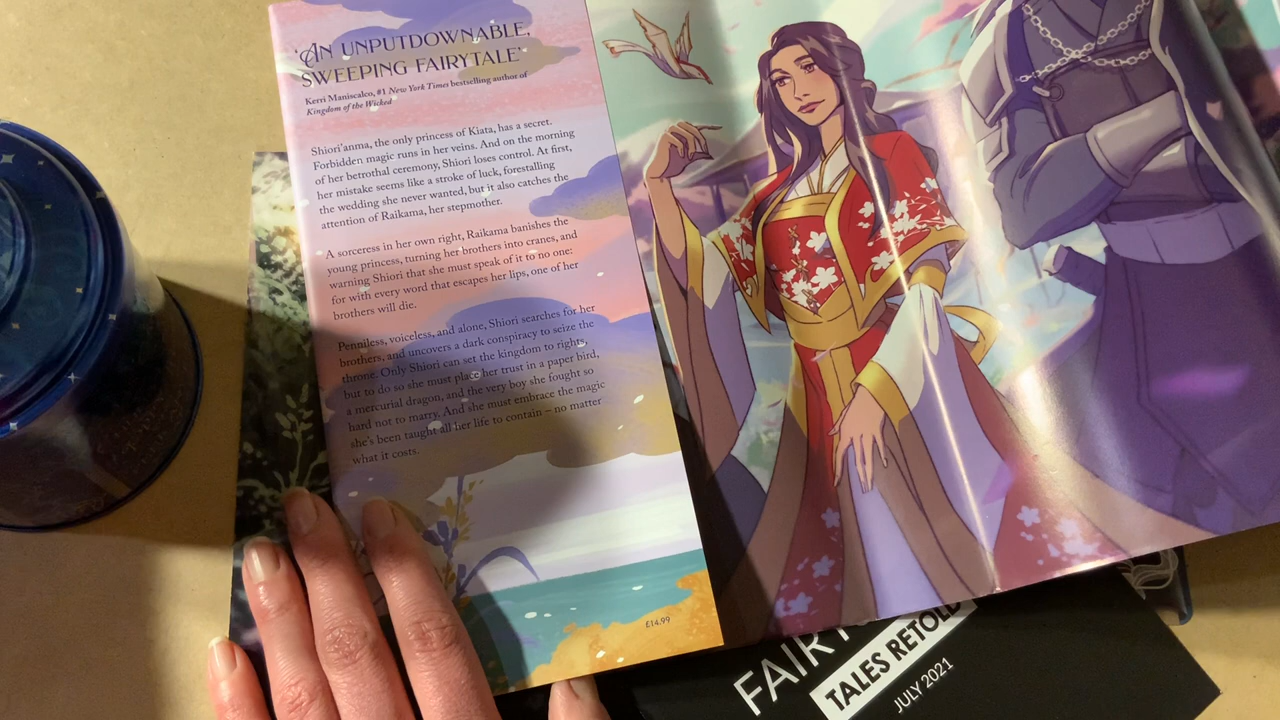 ‘AN UNPUTDOWNABLE,
SWEEPING FAIRYTALE’
Kerri Maniscalco, #1 New York Times bestselling author of
Kingdom of the Wicked
Shiori'anma, the only princess of Kiata, has a secret.
Forbidden magic runs in her veins. And on the morning
of her betrothal ceremony, Shiori loses control. At first,
her mistake seems like a stroke of luck, forestalling
the wedding she never wanted, but it also catches the
attention of Raikama, her stepmother.
A sorceress in her own right, Raikama banishes the
young princess, turning her brothers into cranes, and
warning Shiori that she must speak of it to no one:
for with every word that escapes her lips, one of her
brothers will die.
Penniless, voiceless, and alone, Shiori searches for her
brothers, and uncovers a dark conspiracy to seize the
throne. Only Shiori can set the kingdom to rights,
but to do so she must place her trust in a paper bird,
a mercurial dragon, and the very boy she fought so
hard not to marry. And she must embrace the magic
she's been taught all her life to contain – no matter
what it costs.
£14.99
FAIRY
TALES RETOLD
JULY 2021